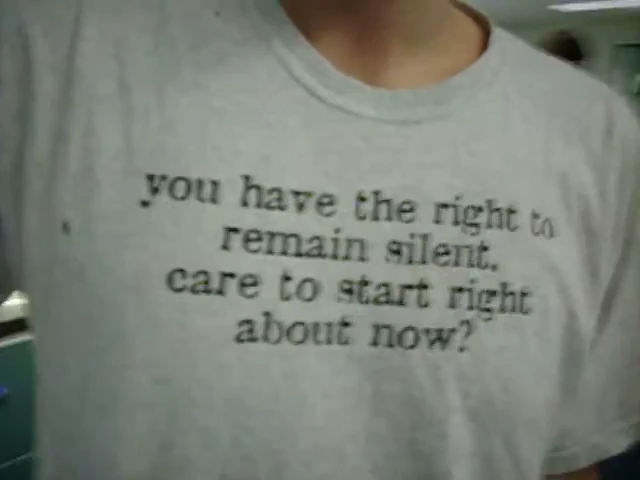 you have the right to
remain silent.
care to start right
about now?